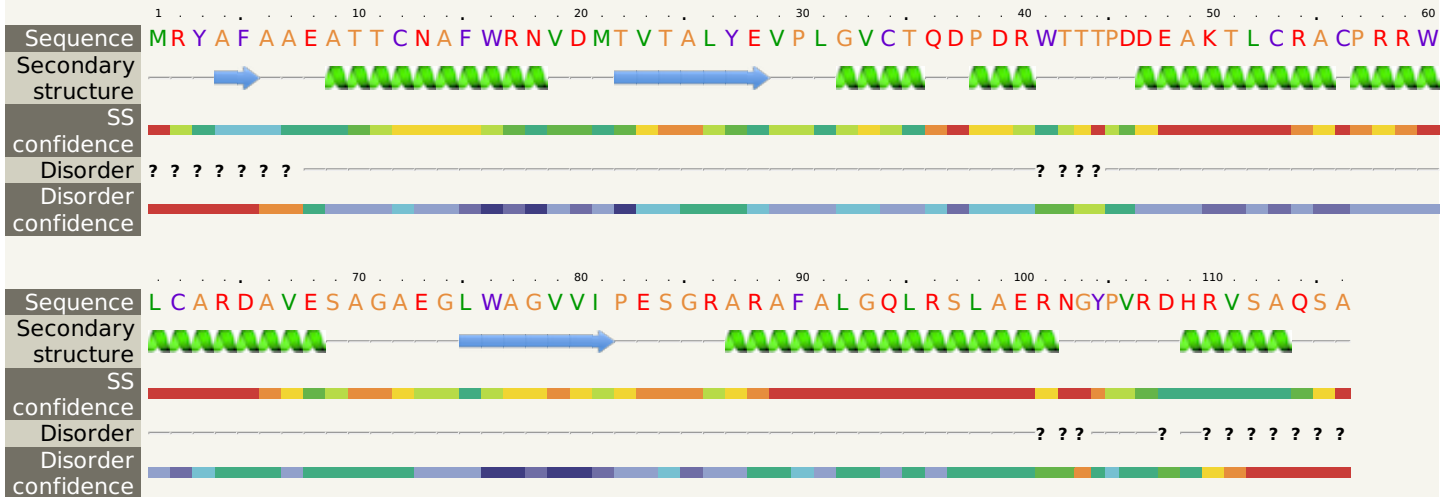 1 10 20 30 40 50 60
Sequence MRYAFAAEATTCNAFWRNVDMTVTALYEVPLGVCTQDPDRWTTTPDDEAKTLCRACPRRW
Secondary
structure
SS
confidence
Disorder ? ? ? ? ? ? ? ? ? ? ?
Disorder
confidence
70 80 90 100 110
Sequence LCARDAVESAGAEGLWAGVVIPESGRARAFALGQLRSLAERNGYPVRDHRVSAQSA
Secondary
structure
SS
confidence
Disorder ? ? ? ? ? ? ? ? ? ? ?
Disorder
confidence